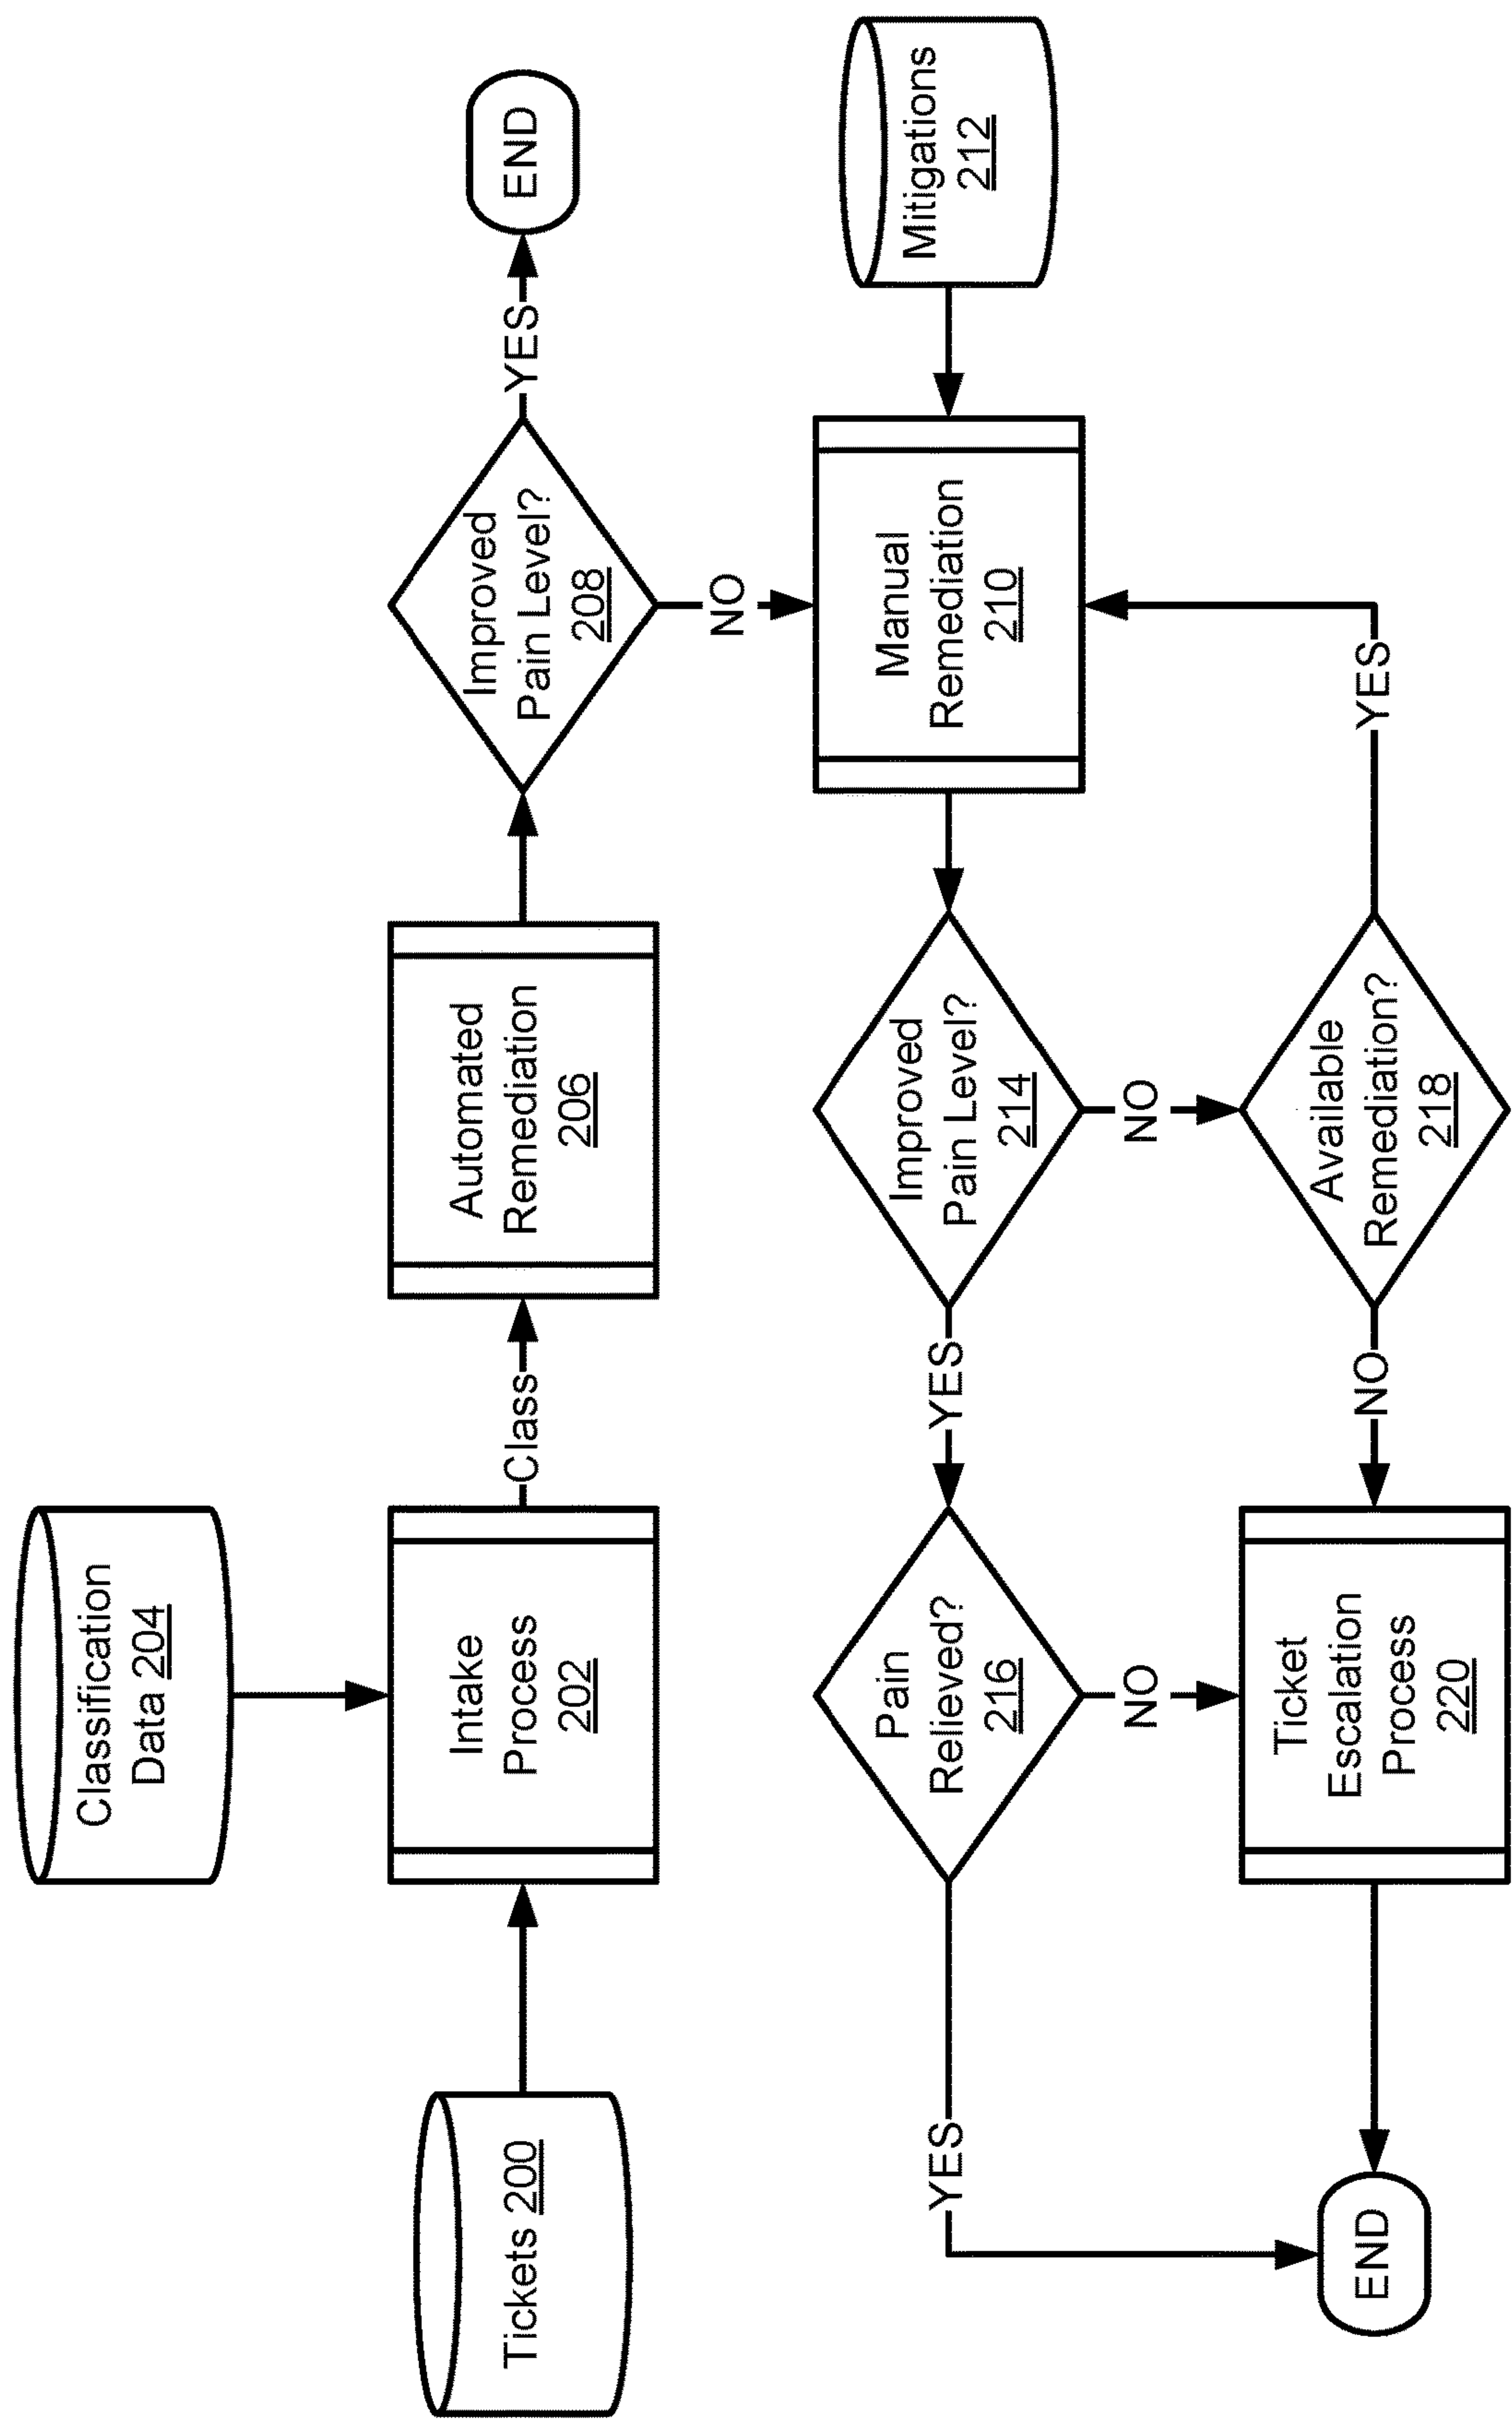 Classification
Data 204
Tickets 200
Intake
Process
202
Class
Automated
Remediation
206
Improved
Pain Level?
208
YES
END
NO
Mitigations
212
Manual
Remediation
210
Improved
Pain Level?
214
YES
Pain
Relieved?
216
YES
NO
NO
Available
Remediation?
218
YES
NO
Ticket
Escalation
Process
220
END